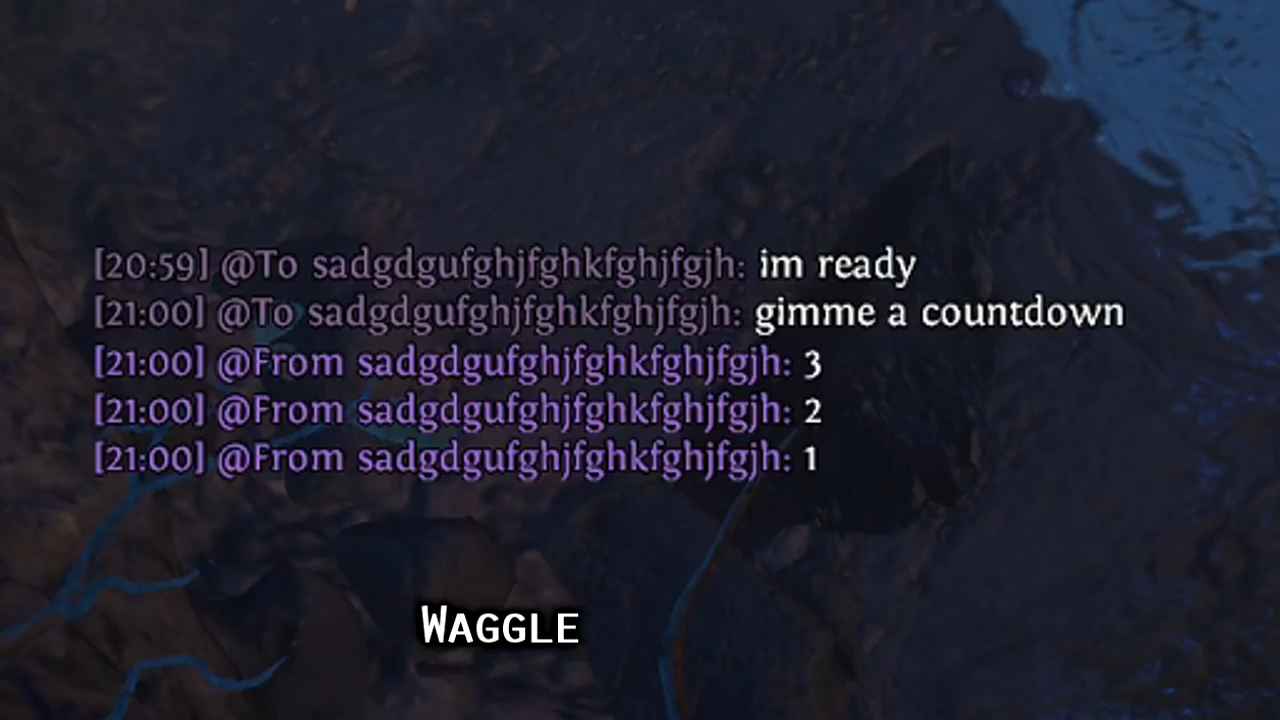 [20:59] @To sadgdgufghjfghkfghjfgjh: im ready
[21:00] @To sadgdgufghjfghkfghjfgjh: gimme a countdown
[21:00] @From sadgdgufghjfghkfghjfgjh: 3
[21:00] @From sadgdgufghjfghkfghjfgjh: 2
[21:00] @From sadgdgufghjfghkfghjfgjh: 1
WAGGLE